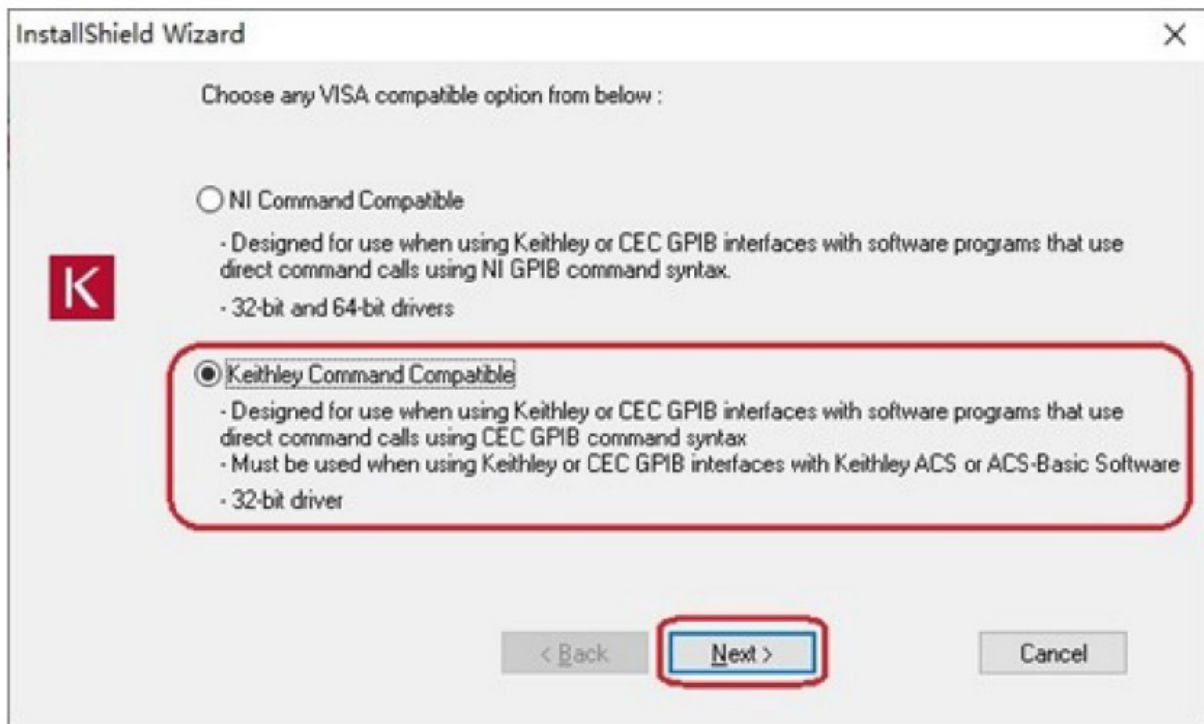 InstallShield Wizard
Choose any VISA compatible option from below :
NI Command Compatible
- Designed for use when using Keithley or CEC GPIB interfaces with software programs that use
direct command calls using NI GPIB command syntax.
- 32-bit and 64-bit drivers
K
Keithley Command Compatible
- Designed for use when using Keithley or CEC GPIB interfaces with software programs that use
direct command calls using CEC GPIB command syntax
- Must be used when using Keithley or CEC GPIB interfaces with Keithley ACS or ACS-Basic Software
- 32-bit driver
< Back
Next >
Cancel